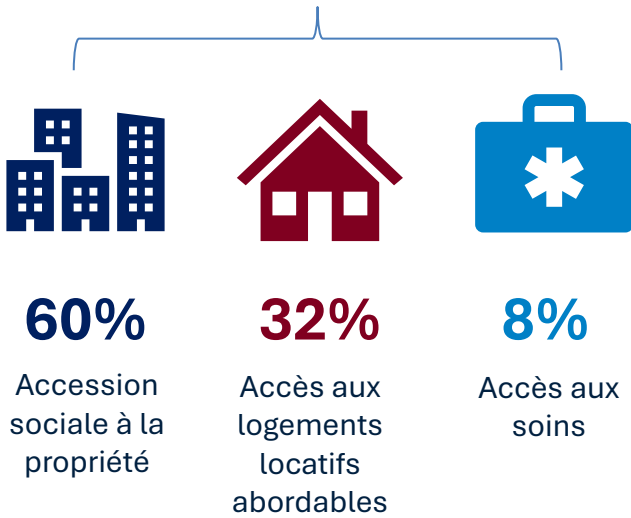 60%
Accession
sociale à la
propriété
32%
Accès aux
logements
locatifs
abordables
8%
Accès aux
soins